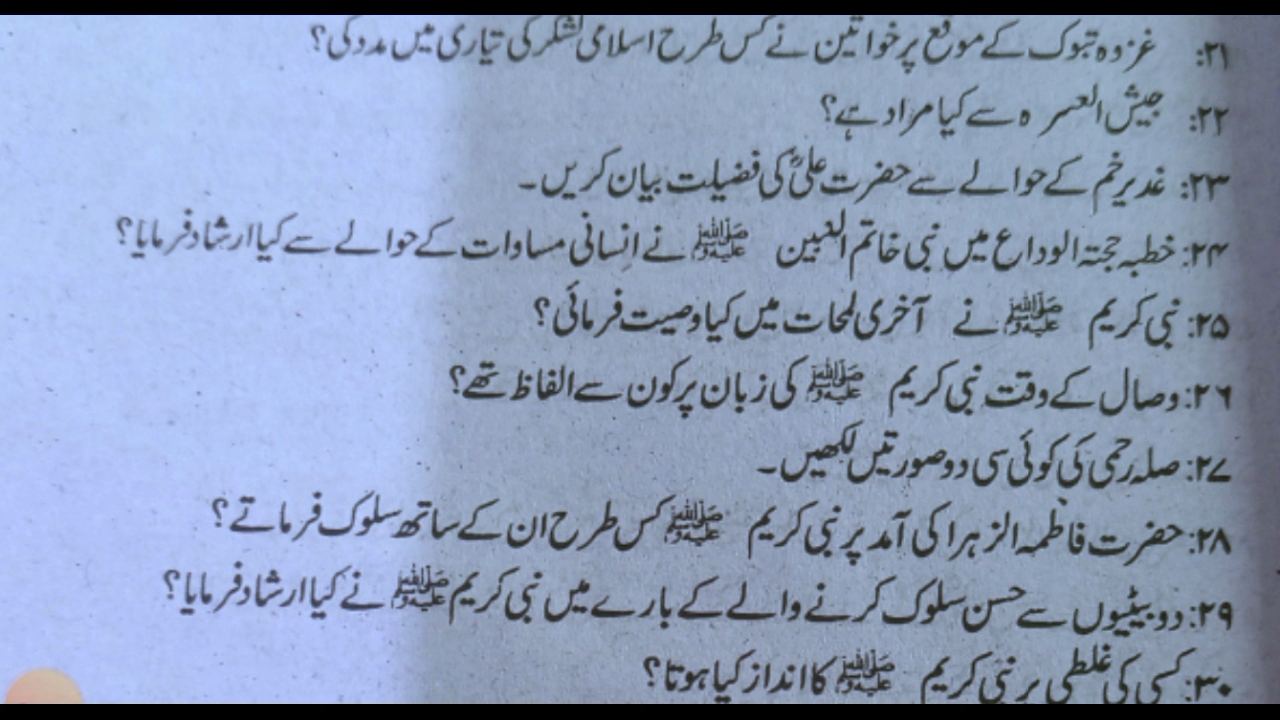 ۲۱: غزوہ تبوک کے موقع پر خواتین نے کس طرح اسلامی لشکر کی تیاری میں مدد کی؟
۲۲: جیش العسرہ سے کیا مراد ہے؟
۲۳: غدیر خم کے حوالے سے حضرت علیؓ کی فضیلت بیان کریں۔
۲۴: خطبہ حجتہ الوداع میں نبی خاتم النبین ﷺ نے انسانی مساوات کے حوالے سے کیا ارشاد فرمایا؟
۲۵: نبی کریم ﷺ نے آخری لمحات میں کیا وصیت فرمائی؟
۲۶: وصال کے وقت نبی کریم ﷺ کی زبان پر کون سے الفاظ تھے؟
۲۷: صلہ رحمی کی کوئی سی دو صورتیں لکھیں۔
۲۸: حضرت فاطمہ الزہرا کی آمد پر نبی کریم ﷺ کس طرح ان کے ساتھ سلوک فرماتے؟
۲۹: دو بیٹیوں سے حسن سلوک کرنے والے کے بارے میں نبی کریم ﷺ نے کیا ارشاد فرمایا؟
۳۰: کسی کی غلطی پر نبی کریم ﷺ کا انداز کیا ہوتا؟